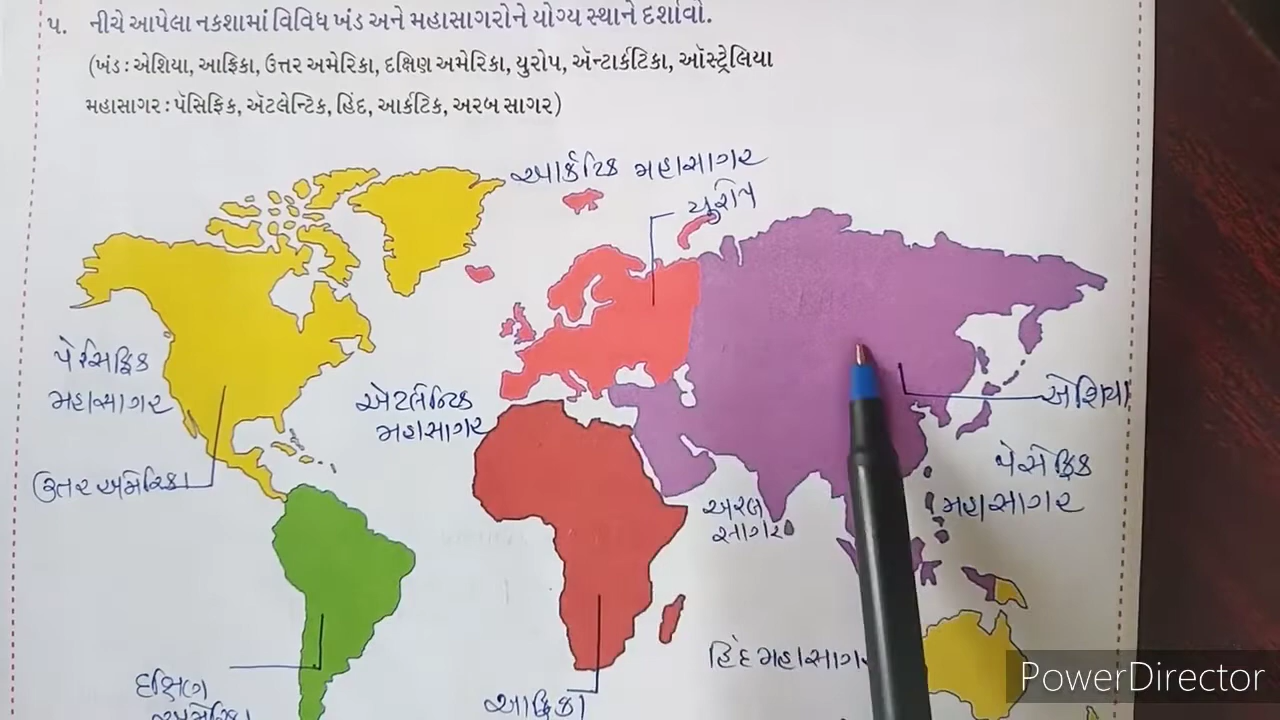 ૫. નીચે આપેલા નકશામાં વિવિધ ખંડ અને મહાસાગરોને યોગ્ય સ્થાને દર્શાવો.
(ખંડ : એશિયા, આફ્રિકા, ઉત્તર અમેરિકા, દક્ષિણ અમેરિકા, યુરોપ, ઍન્ટાર્કટિકા, ઑસ્ટ્રેલિયા
મહાસાગર : પૅસિફિક, ઍટલેન્ટિક, હિંદ, આર્કટિક, અરબ સાગર)
આર્કટિક મહાસાગર
યુરોપ
પેસિફિક
મહાસાગર
એટલેન્ટિક
મહાસાગર
એશિયા
ઉતર અમેરિકા
પેસેફિક
મહાસાગર
અરબ
સાગર
હિંદ મહાસાગર
દક્ષિણ
અમેરિકા
આફ્રિકા
PowerDirector